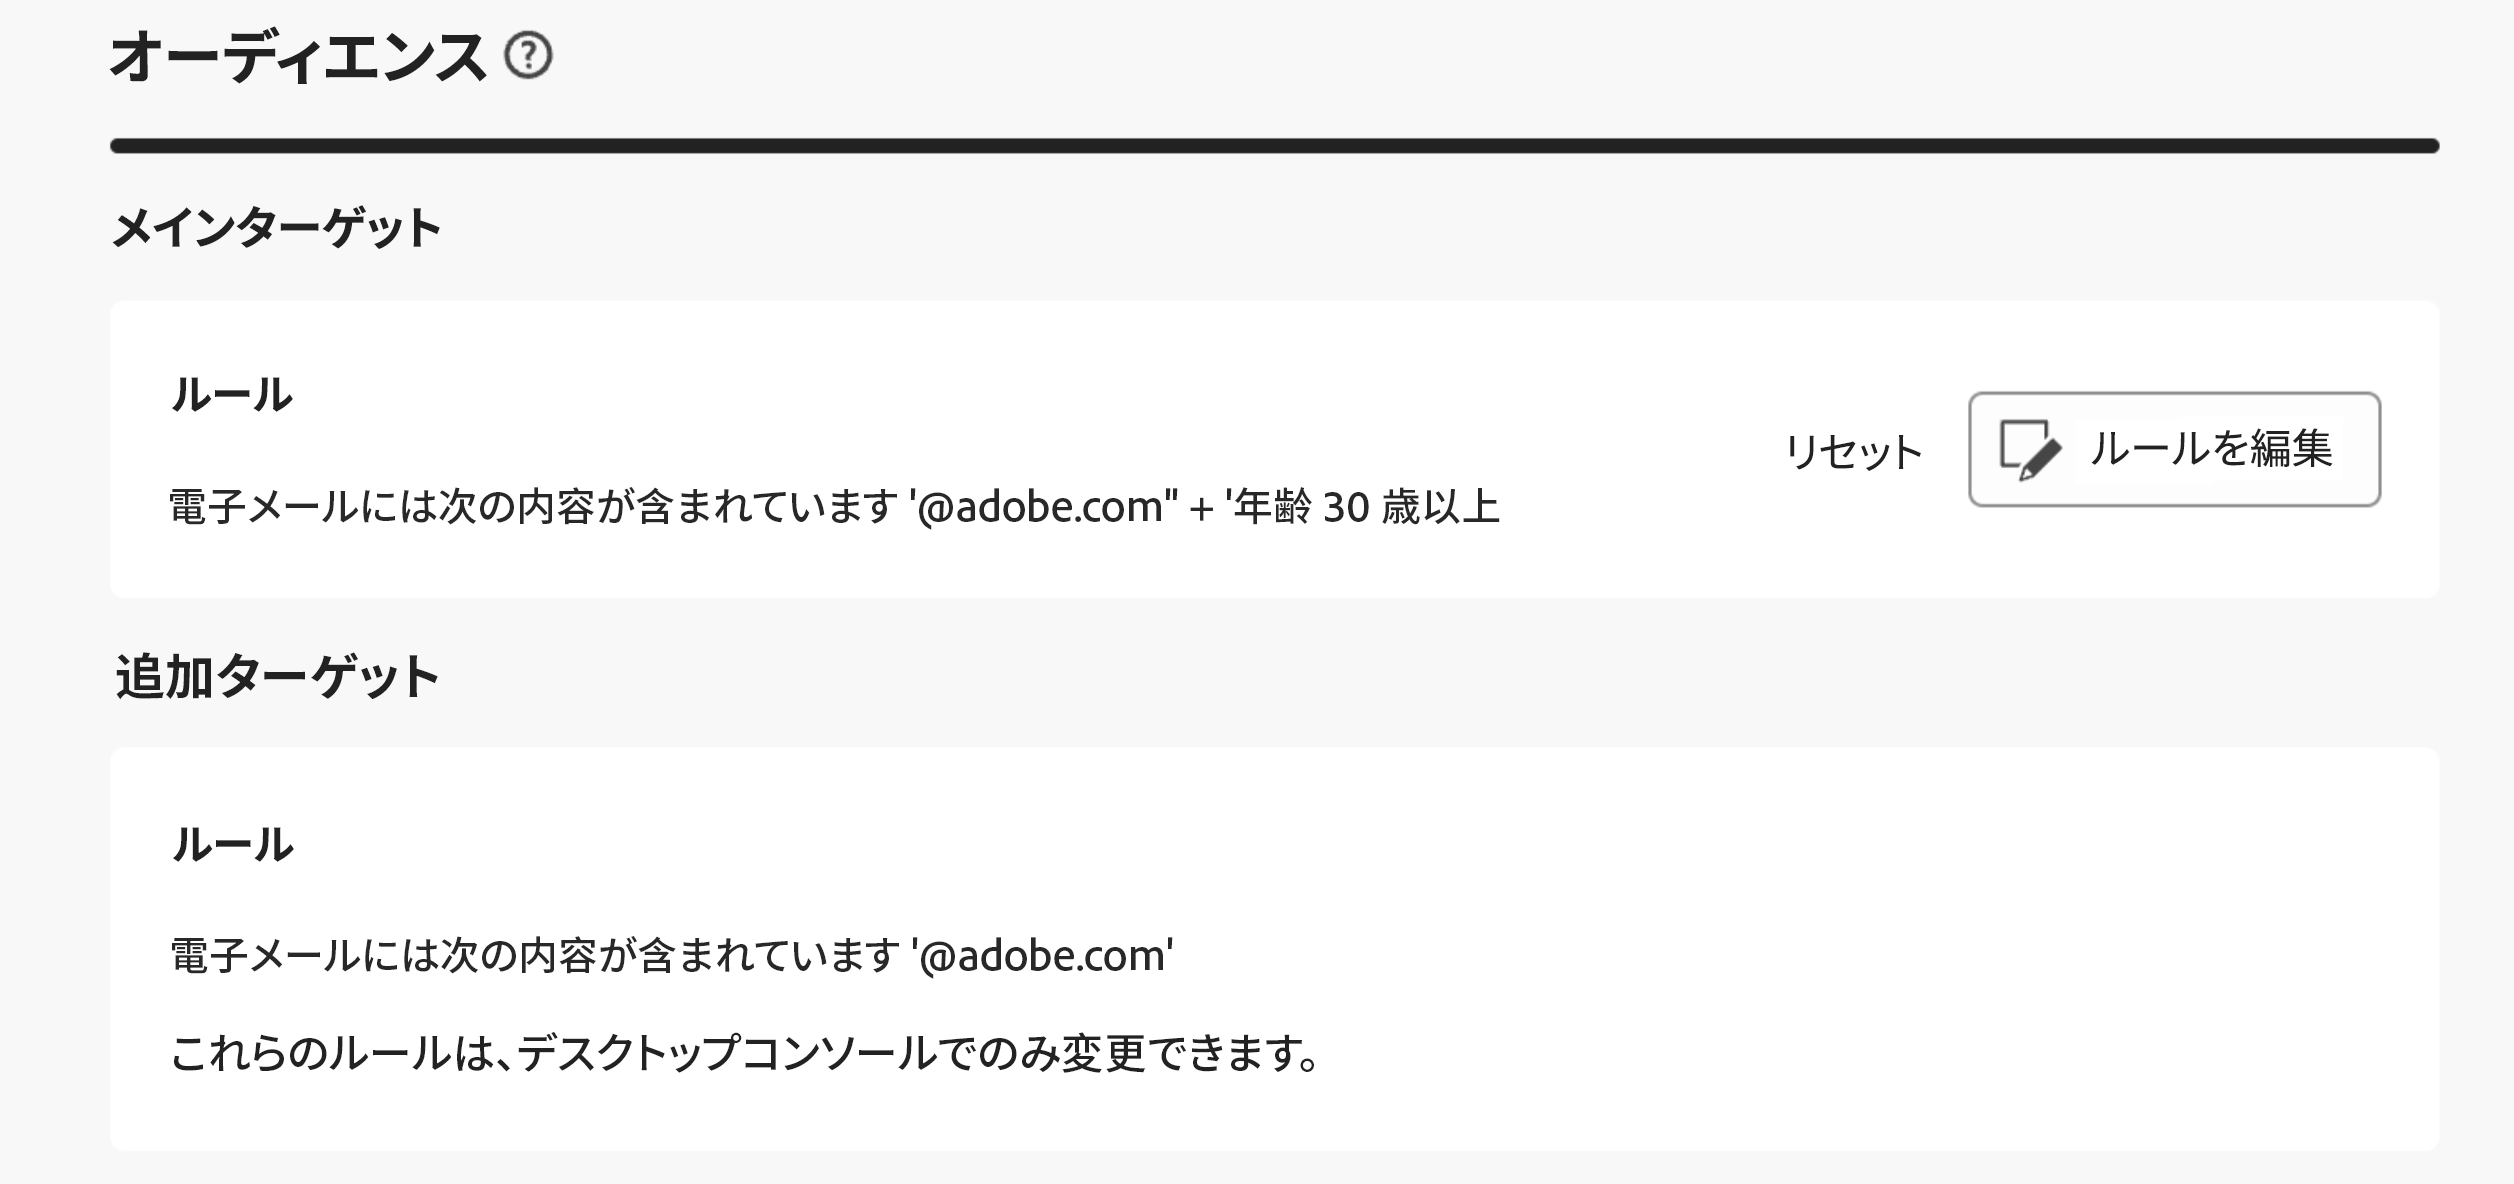 オーディエンス ?
メインターゲット
ルール
リセット
ルールを編集
電子メールには次の内容が含まれています '@adobe.com" + '年齢 30 歳以上
追加ターゲット
ルール
電子メールには次の内容が含まれています '@adobe.com'
これらのルールは、デスクトップコンソールでのみ変更できます。